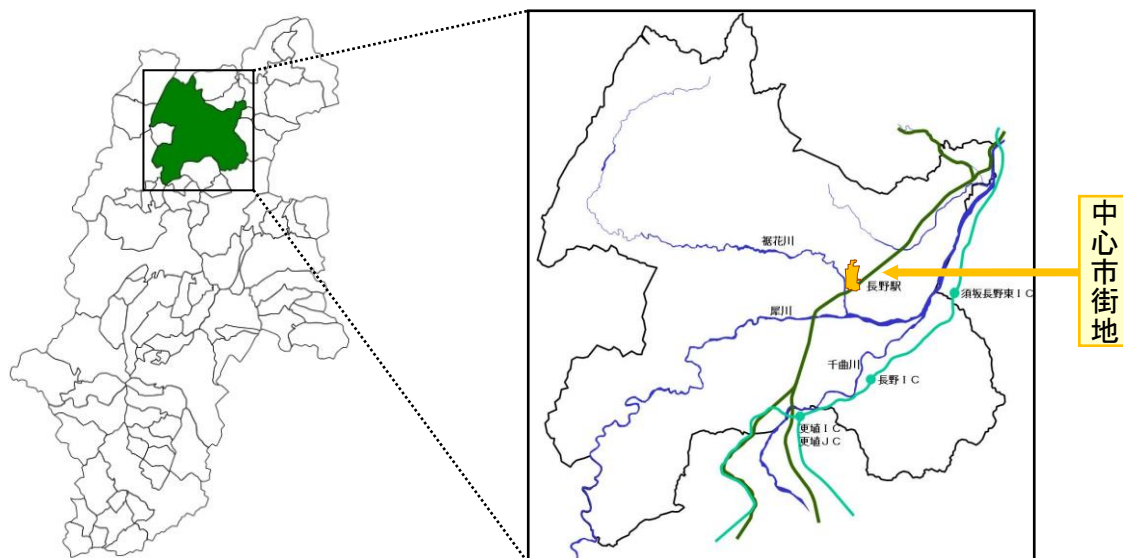 裾花川
長野駅
中心市街地
須坂長野東ＩＣ
犀川
千曲川
長野ＩＣ
更埴ＩＣ
更埴ＪＣ